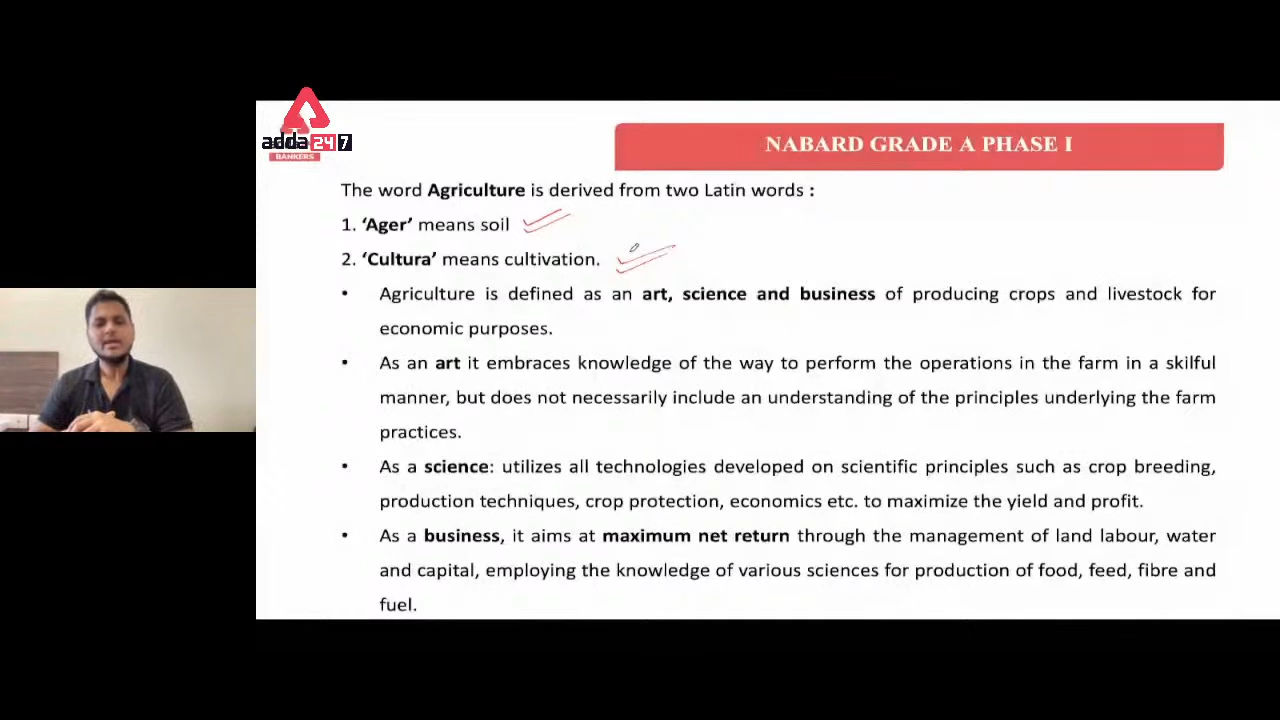 adda 24 7
BANKERS
NABARD GRADE A PHASE I
The word Agriculture is derived from two Latin words :
1. ‘Ager’ means soil
2. ‘Cultura’ means cultivation.
• Agriculture is defined as an art, science and business of producing crops and livestock for
economic purposes.
• As an art it embraces knowledge of the way to perform the operations in the farm in a skilful
manner, but does not necessarily include an understanding of the principles underlying the farm
practices.
• As a science: utilizes all technologies developed on scientific principles such as crop breeding,
production techniques, crop protection, economics etc. to maximize the yield and profit.
• As a business, it aims at maximum net return through the management of land labour, water
and capital, employing the knowledge of various sciences for production of food, feed, fibre and
fuel.